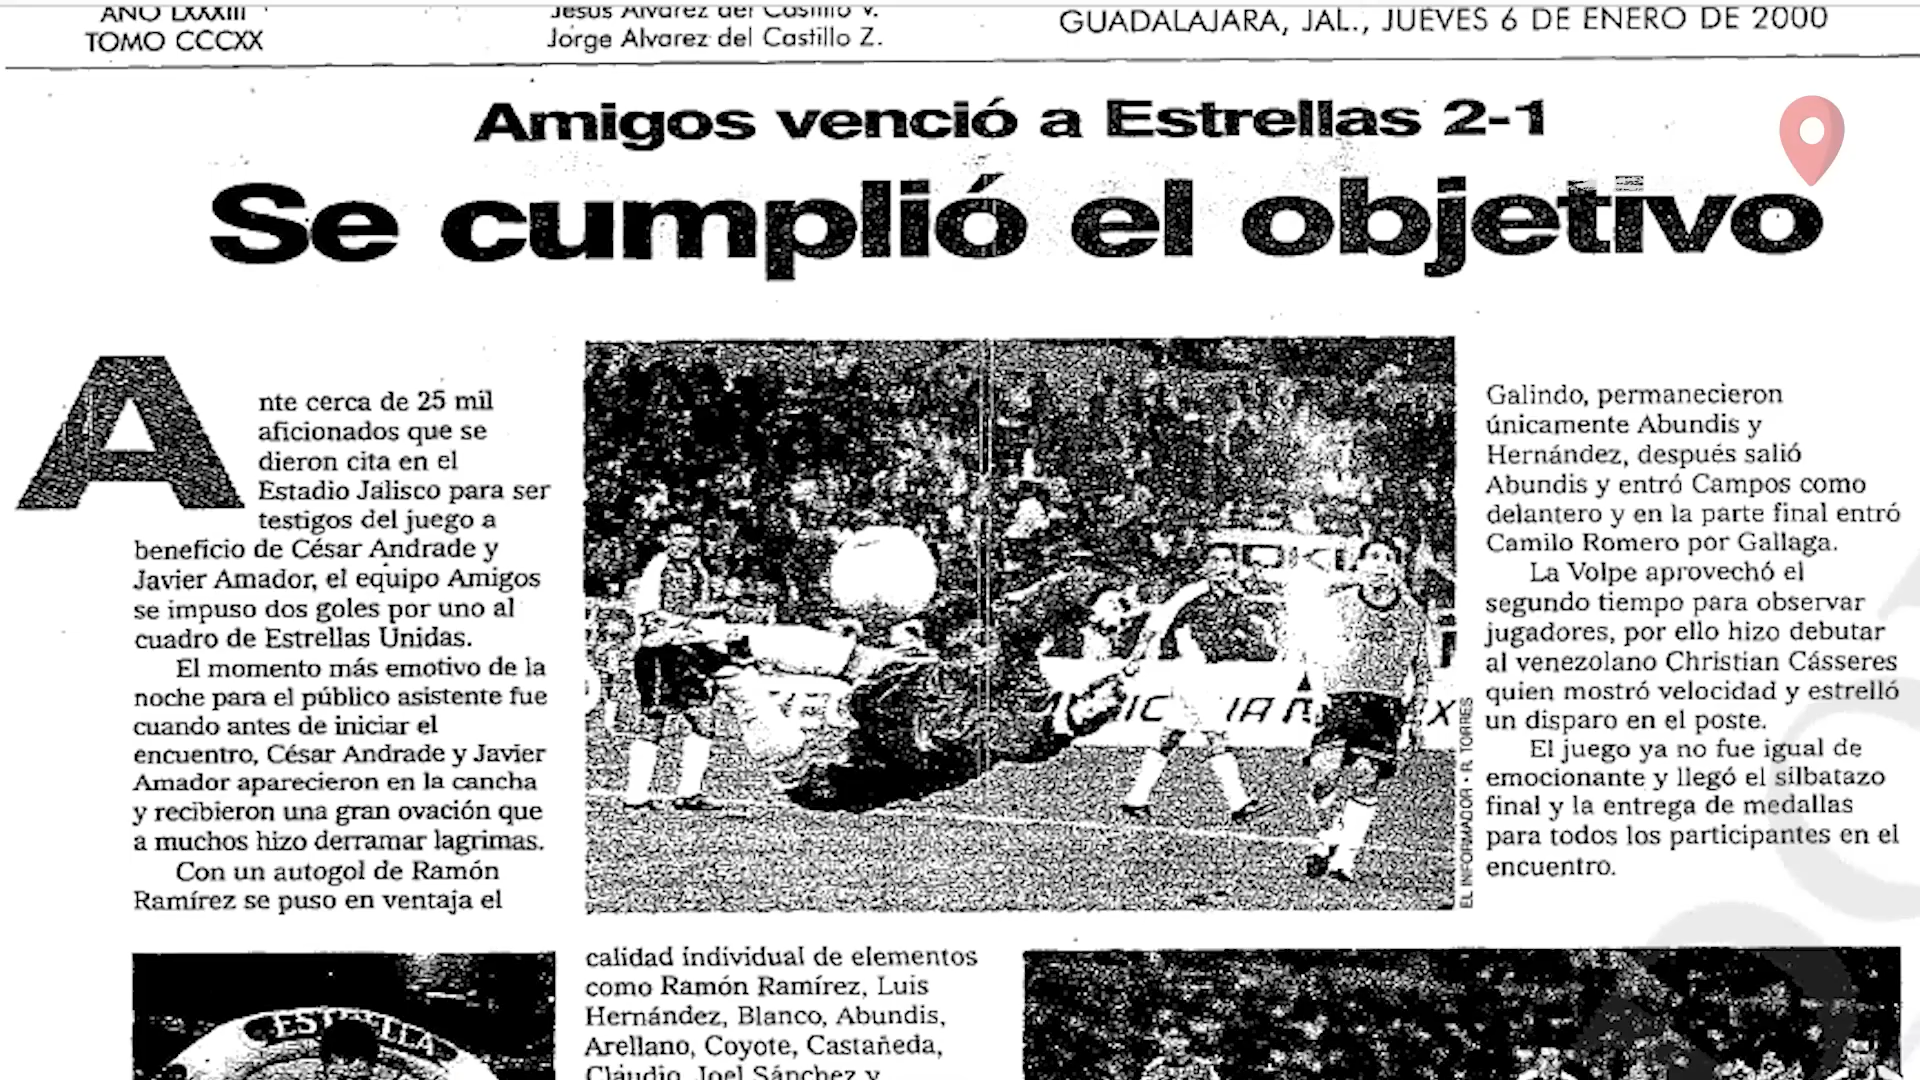 AÑO LXXXIII
TOMO CCCXX
Jesús Alvarez del Castillo V.
Jorge Alvarez del Castillo Z.
GUADALAJARA, JAL., JUEVES 6 DE ENERO DE 2000
Amigos venció a Estrellas 2-1
Se cumplió el objetivo
Ante cerca de 25 mil
aficionados que se
dieron cita en el
Estadio Jalisco para ser
testigos del juego a
beneficio de César Andrade y
Javier Amador, el equipo Amigos
se impuso dos goles por uno al
cuadro de Estrellas Unidas.
El momento más emotivo de la
noche para el público asistente fue
cuando antes de iniciar el
encuentro, César Andrade y Javier
Amador aparecieron en la cancha
y recibieron una gran ovación que
a muchos hizo derramar lagrimas.
Con un autogol de Ramón
Ramírez se puso en ventaja el
EL INFORMADOR • R. TORRES
calidad individual de elementos
como Ramón Ramírez, Luis
Hernández, Blanco, Abundis,
Arellano, Coyote, Castañeda,
Claudio, Joel Sánchez y
Galindo, permanecieron
únicamente Abundis y
Hernández, después salió
Abundis y entró Campos como
delantero y en la parte final entró
Camilo Romero por Gallaga.
La Volpe aprovechó el
segundo tiempo para observar
jugadores, por ello hizo debutar
al venezolano Christian Cásseres
quien mostró velocidad y estrelló
un disparo en el poste.
El juego ya no fue igual de
emocionante y llegó el silbatazo
final y la entrega de medallas
para todos los participantes en el
encuentro.